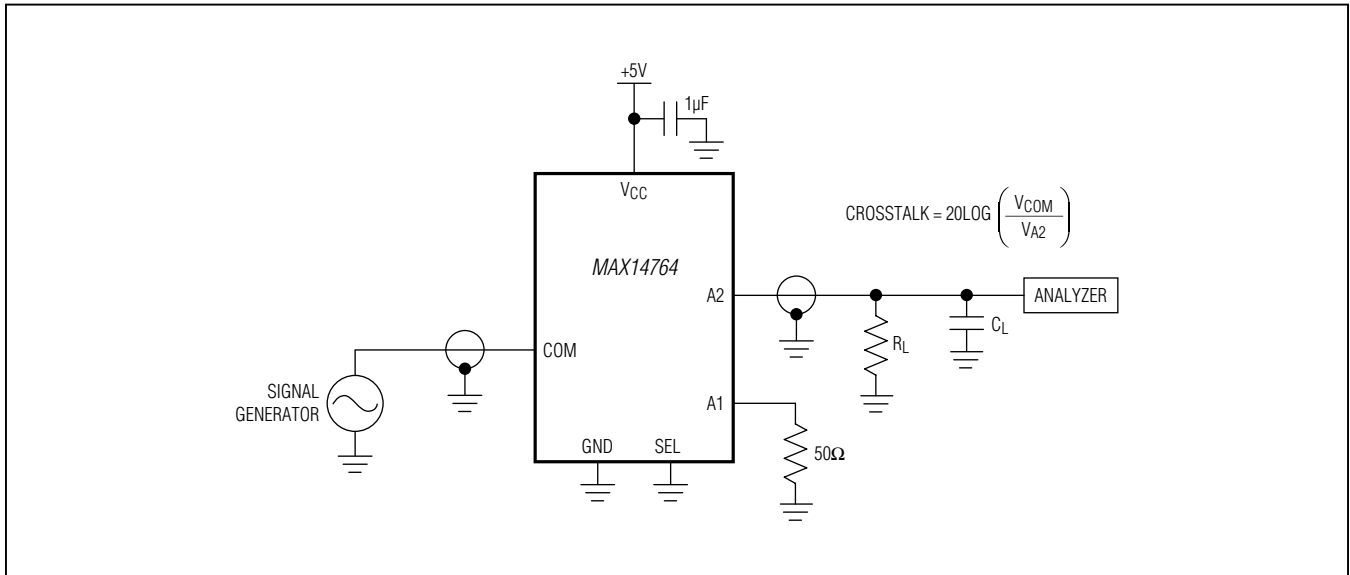 +5V
1µF
VCC
CROSSTALK = 20LOG (VCOM / VA2)
MAX14764
A2
ANALYZER
CL
RL
COM
SIGNAL
GENERATOR
A1
GND
SEL
50Ω